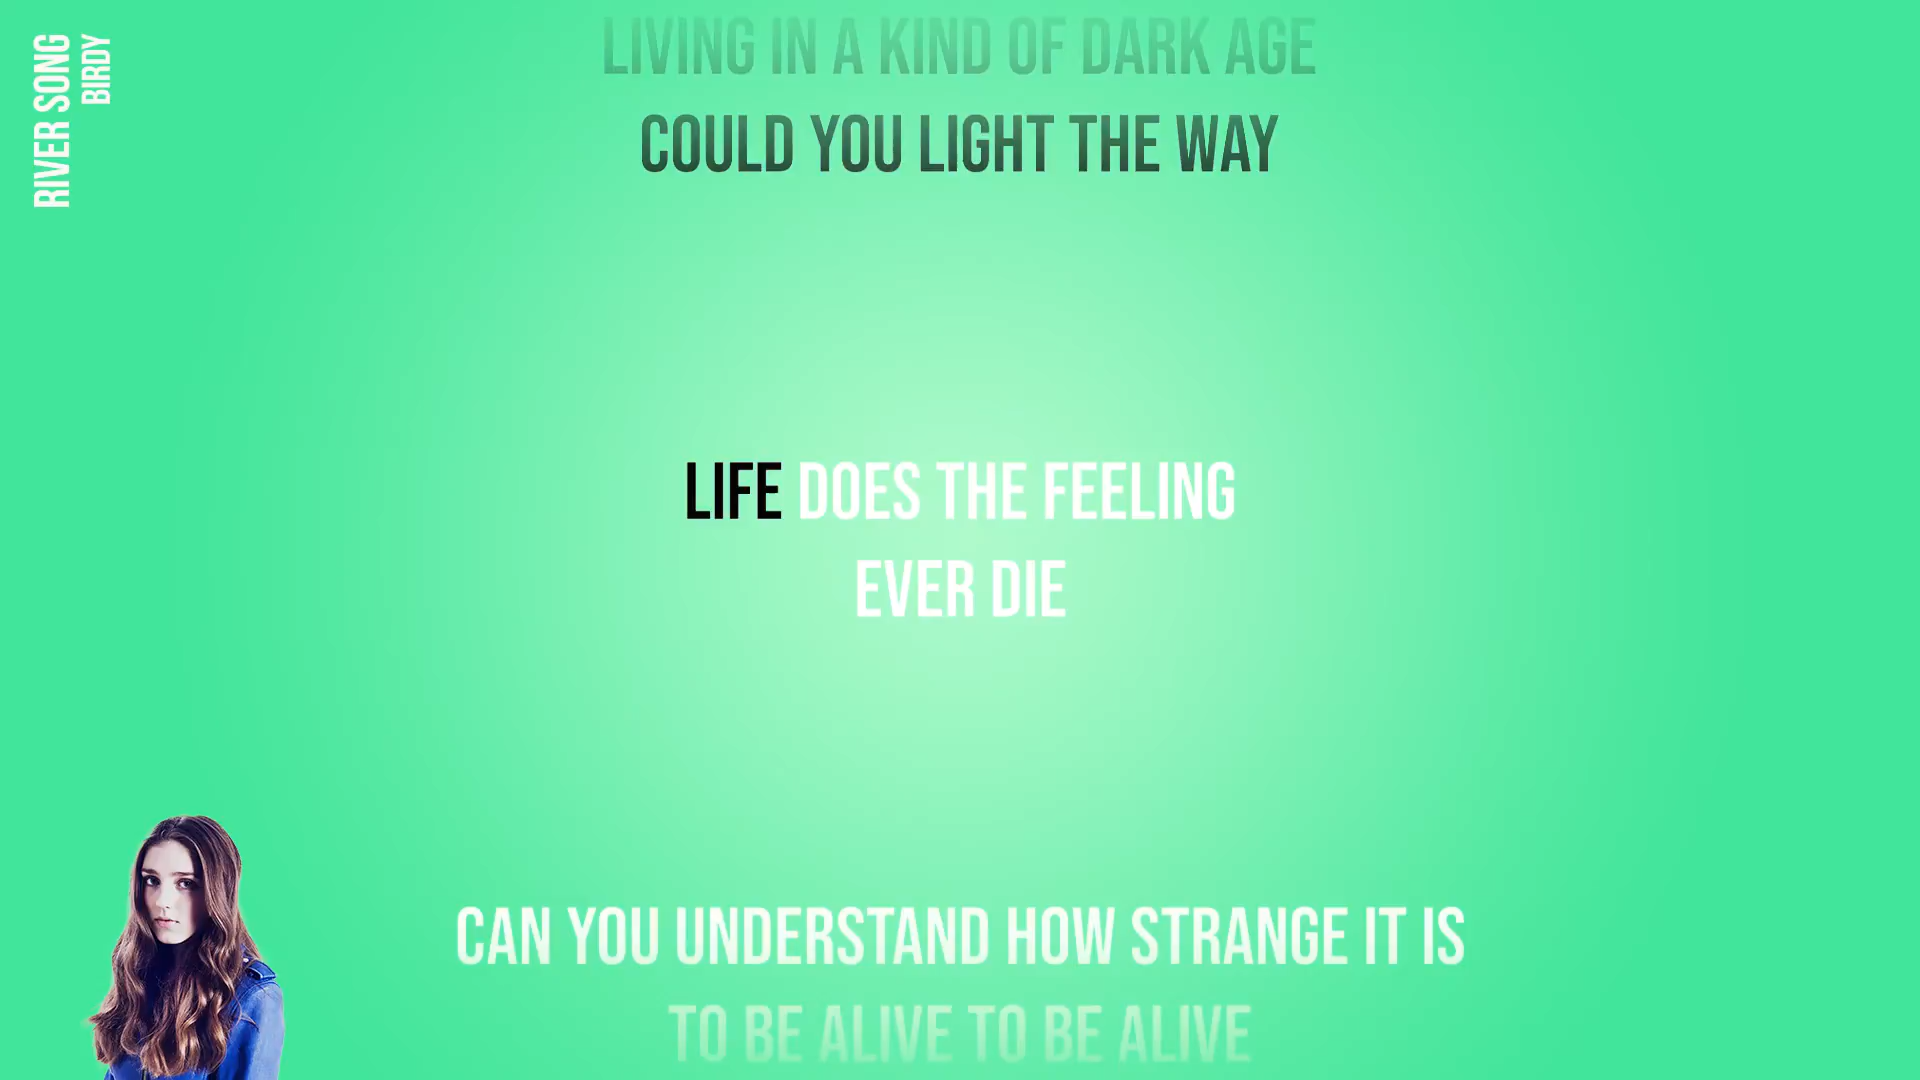 RIVER SONG
BIRDY
LIVING IN A KIND OF DARK AGE
COULD YOU LIGHT THE WAY
LIFE DOES THE FEELING
EVER DIE
CAN YOU UNDERSTAND HOW STRANGE IT IS
TO BE ALIVE TO BE ALIVE